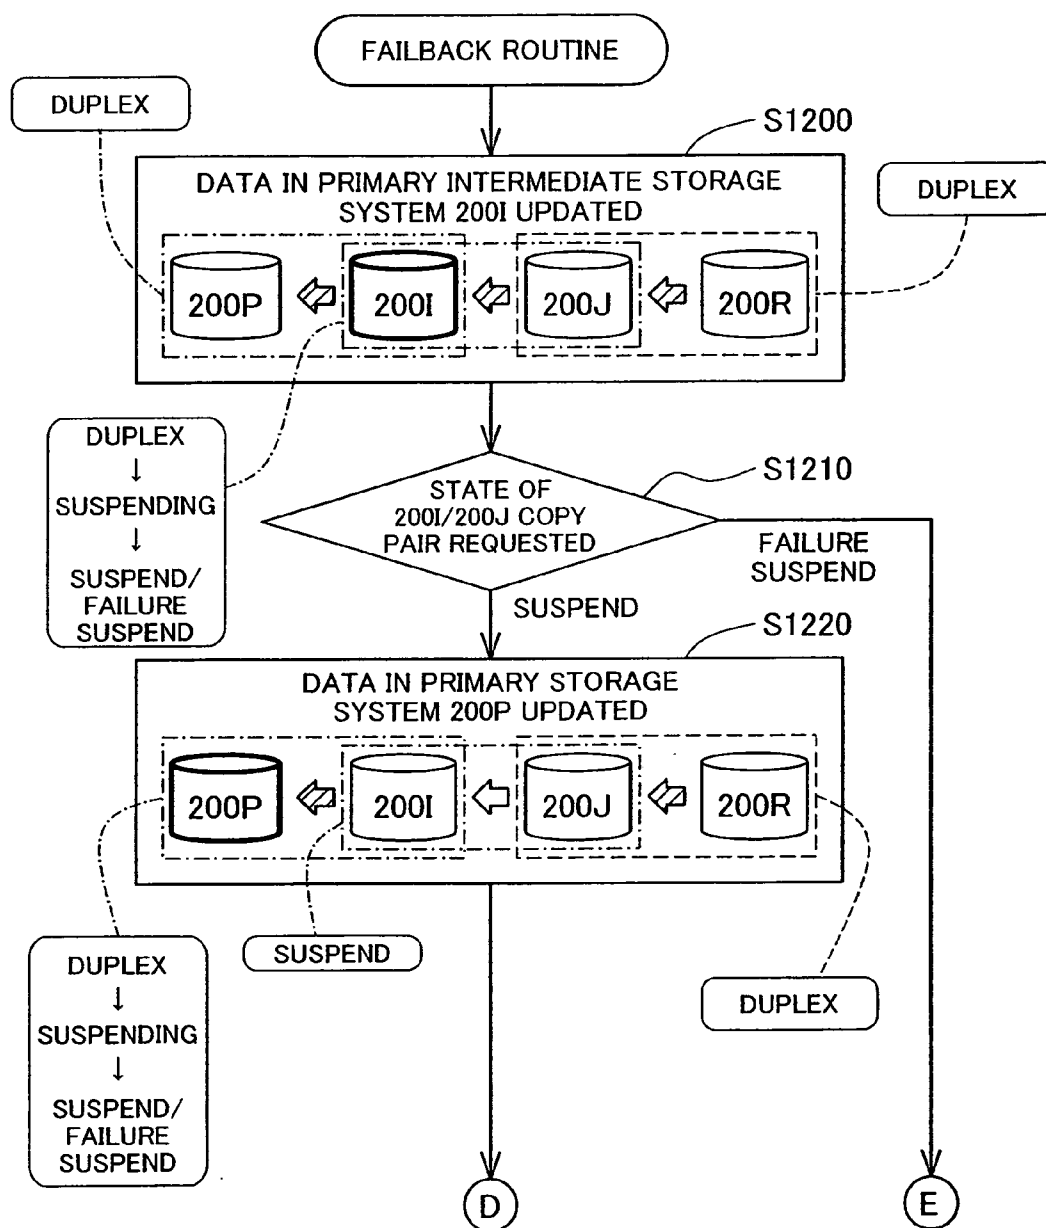 FAILBACK ROUTINE
DUPLEX
S1200
DATA IN PRIMARY INTERMEDIATE STORAGE
SYSTEM 200I UPDATED
DUPLEX
200P
200I
200J
200R
DUPLEX
↓
SUSPENDING
↓
SUSPEND/
FAILURE
SUSPEND
S1210
STATE OF
200I/200J COPY
PAIR REQUESTED
FAILURE
SUSPEND
SUSPEND
S1220
DATA IN PRIMARY STORAGE
SYSTEM 200P UPDATED
200P
200I
200J
200R
DUPLEX
↓
SUSPENDING
↓
SUSPEND/
FAILURE
SUSPEND
SUSPEND
DUPLEX
D
E